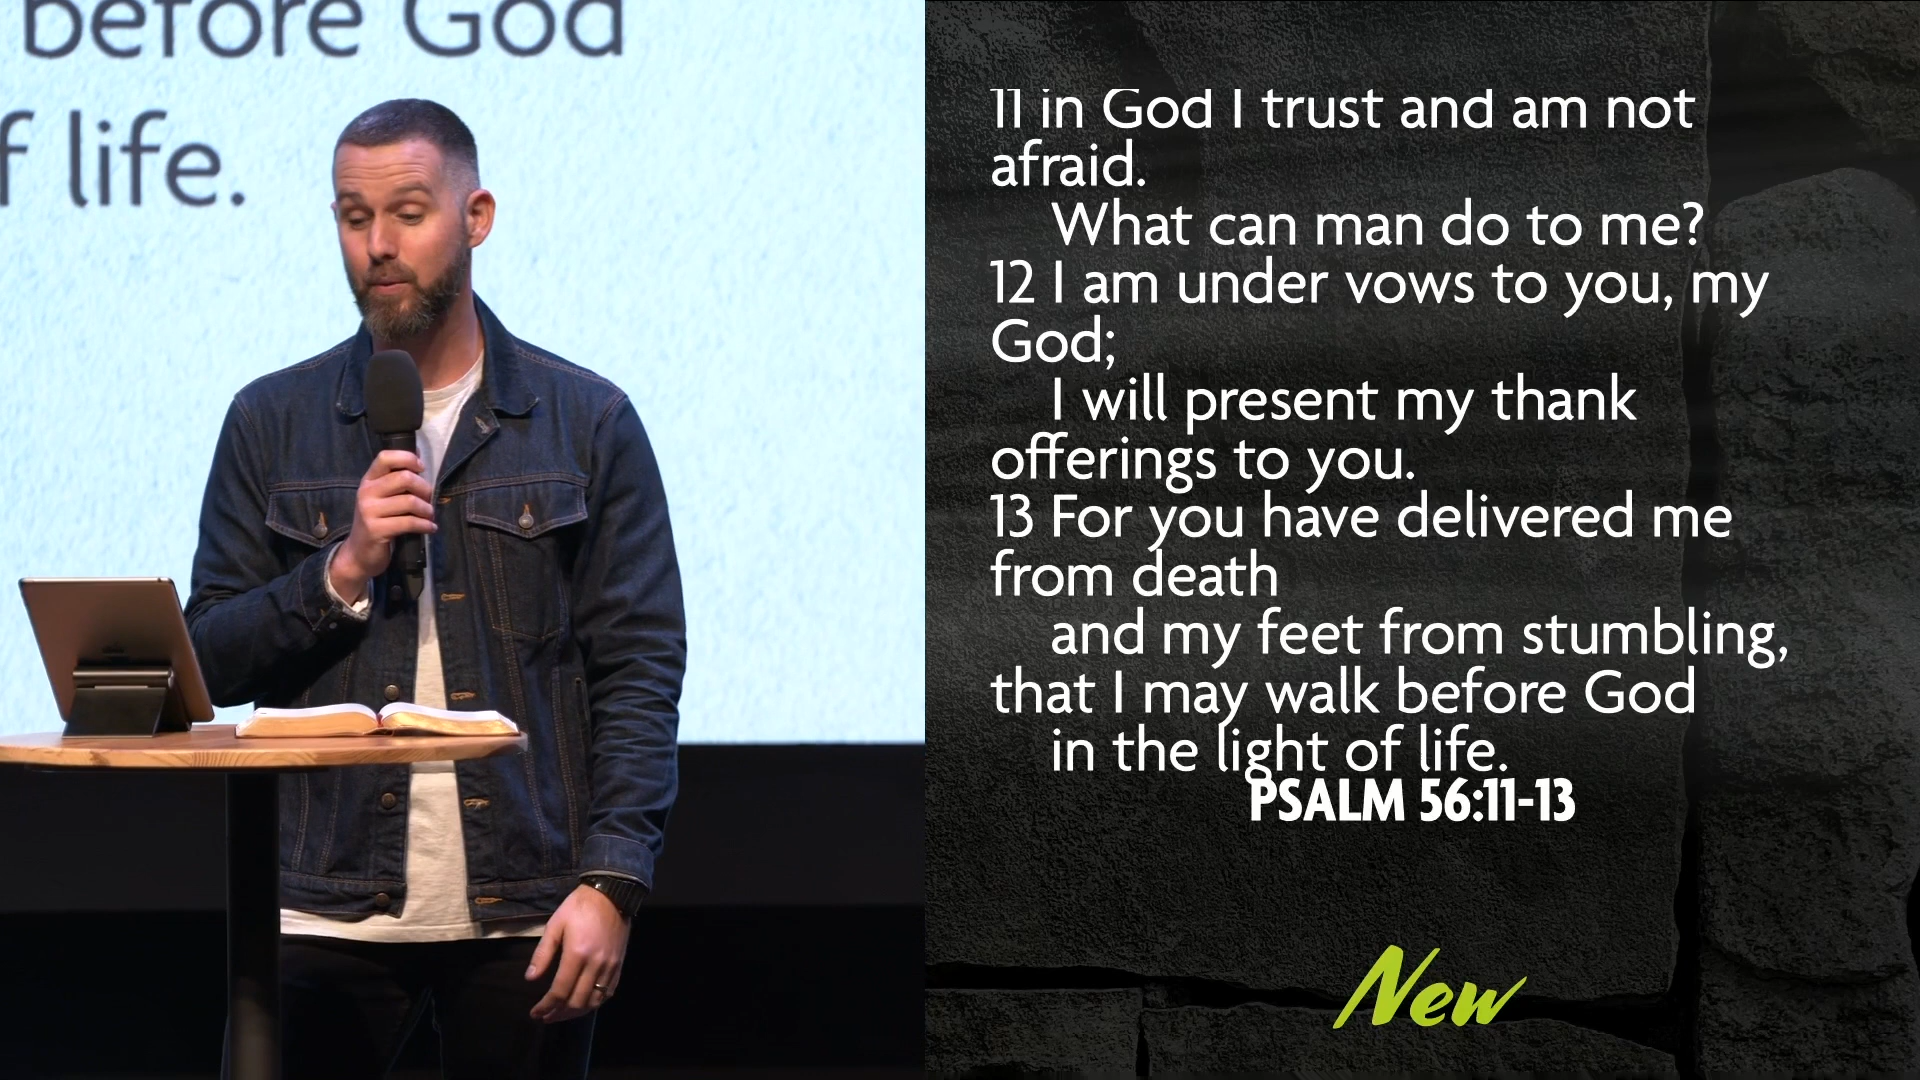 before God
f life.
11 in God I trust and am not
afraid.
What can man do to me?
12 I am under vows to you, my
God;
I will present my thank
offerings to you.
13 For you have delivered me
from death
and my feet from stumbling,
that I may walk before God
in the light of life.
PSALM 56:11-13
New